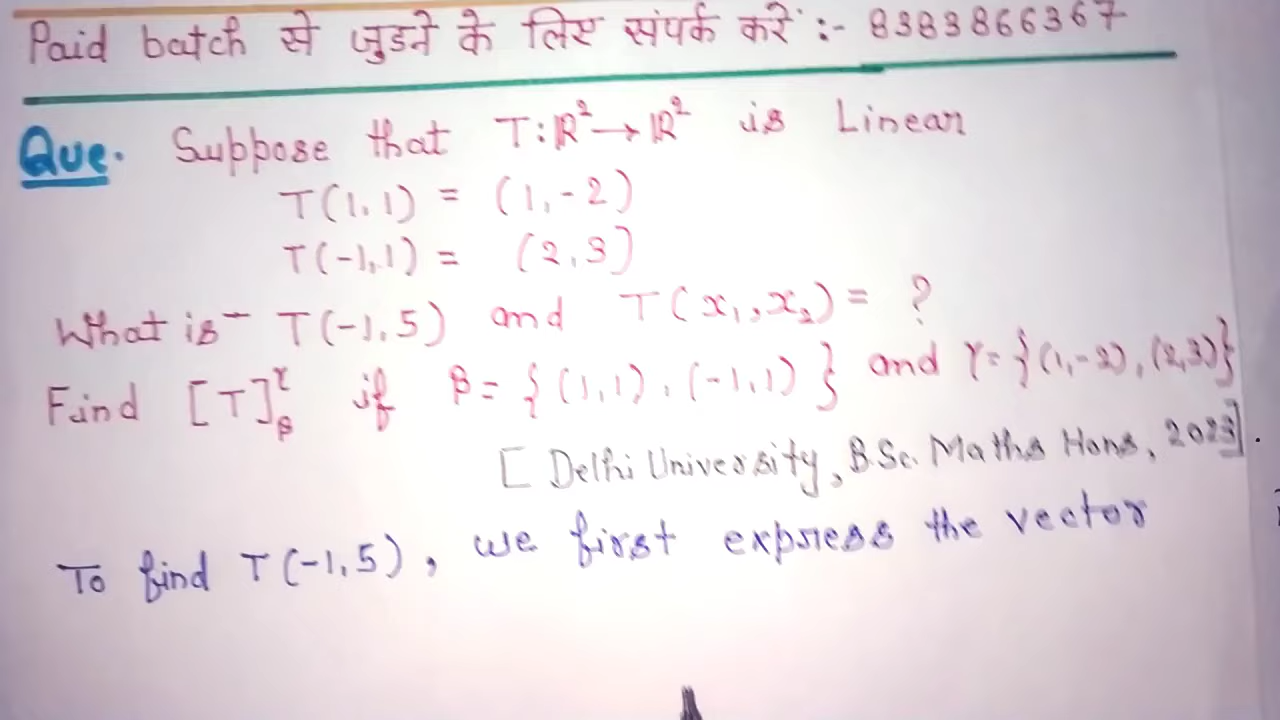 Paid batch से जुडने के लिए संपर्क करें :- 8383866367
Que. Suppose that T: ℝ² → ℝ² is Linear
T(1,1) = (1,-2)
T(-1,1) = (2,3)
What is - T(-1,5) and T(x₁,x₂) = ?
Find [T]ᵞᵦ if β = {(1,1), (-1,1)} and γ = {(1,-2), (2,3)}
[Delhi University, B.Sc. Maths Hons, 2023].
To find T(-1,5), we first express the vector